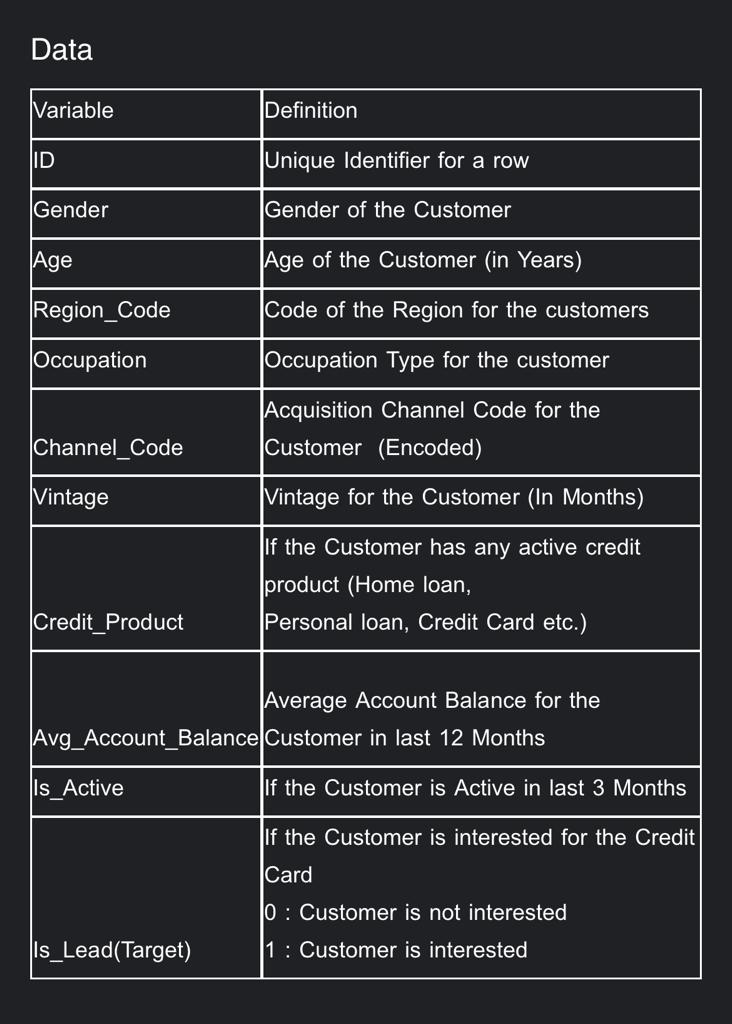 Data
Variable Definition
ID Unique Identifier for a row
Gender Gender of the Customer
Age Age of the Customer (in Years)
Region_Code Code of the Region for the customers
Occupation Occupation Type for the customer
Acquisition Channel Code for the
Channel_Code Customer (Encoded)
Vintage Vintage for the Customer (In Months)
If the Customer has any active credit
product (Home loan,
Credit_Product Personal loan, Credit Card etc.)
Average Account Balance for the
Avg_Account_Balance Customer in last 12 Months
Is_Active If the Customer is Active in last 3 Months
If the Customer is interested for the Credit
Card
0 : Customer is not interested
Is_Lead(Target) 1 : Customer is interested